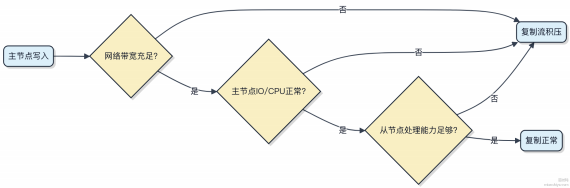 否
复制流积压
主节点写入
网络带宽充足?
否
是
主节点IO/CPU正常?
否
是
从节点处理能力足够?
是
复制正常